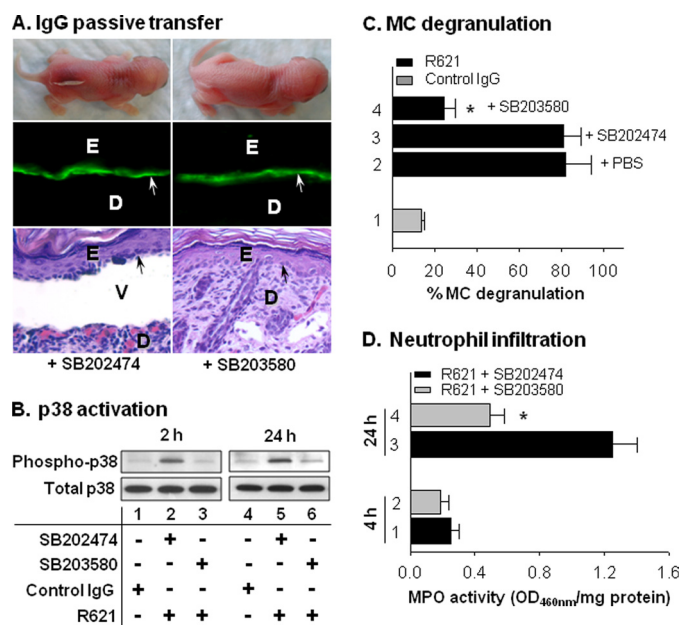 A. IgG passive transfer
E
D
E
D
E
V
D
E
D
+ SB202474
+ SB203580
B. p38 activation
2 h
24 h
Phospho-p38
Total p38
1 2 3 4 5 6
SB202474 - + - - + -
SB203580 - - + - - +
Control IgG + - - + - -
R621 - + + - + +
C. MC degranulation
R621
Control IgG
4 * + SB203580
3 + SB202474
2 + PBS
1
0 20 40 60 80 100
% MC degranulation
D. Neutrophil infiltration
R621 + SB202474
R621 + SB203580
24 h
4 *
3
4 h
2
1
0.0 0.4 0.8 1.2 1.6
MPO activity (OD460nm/mg protein)